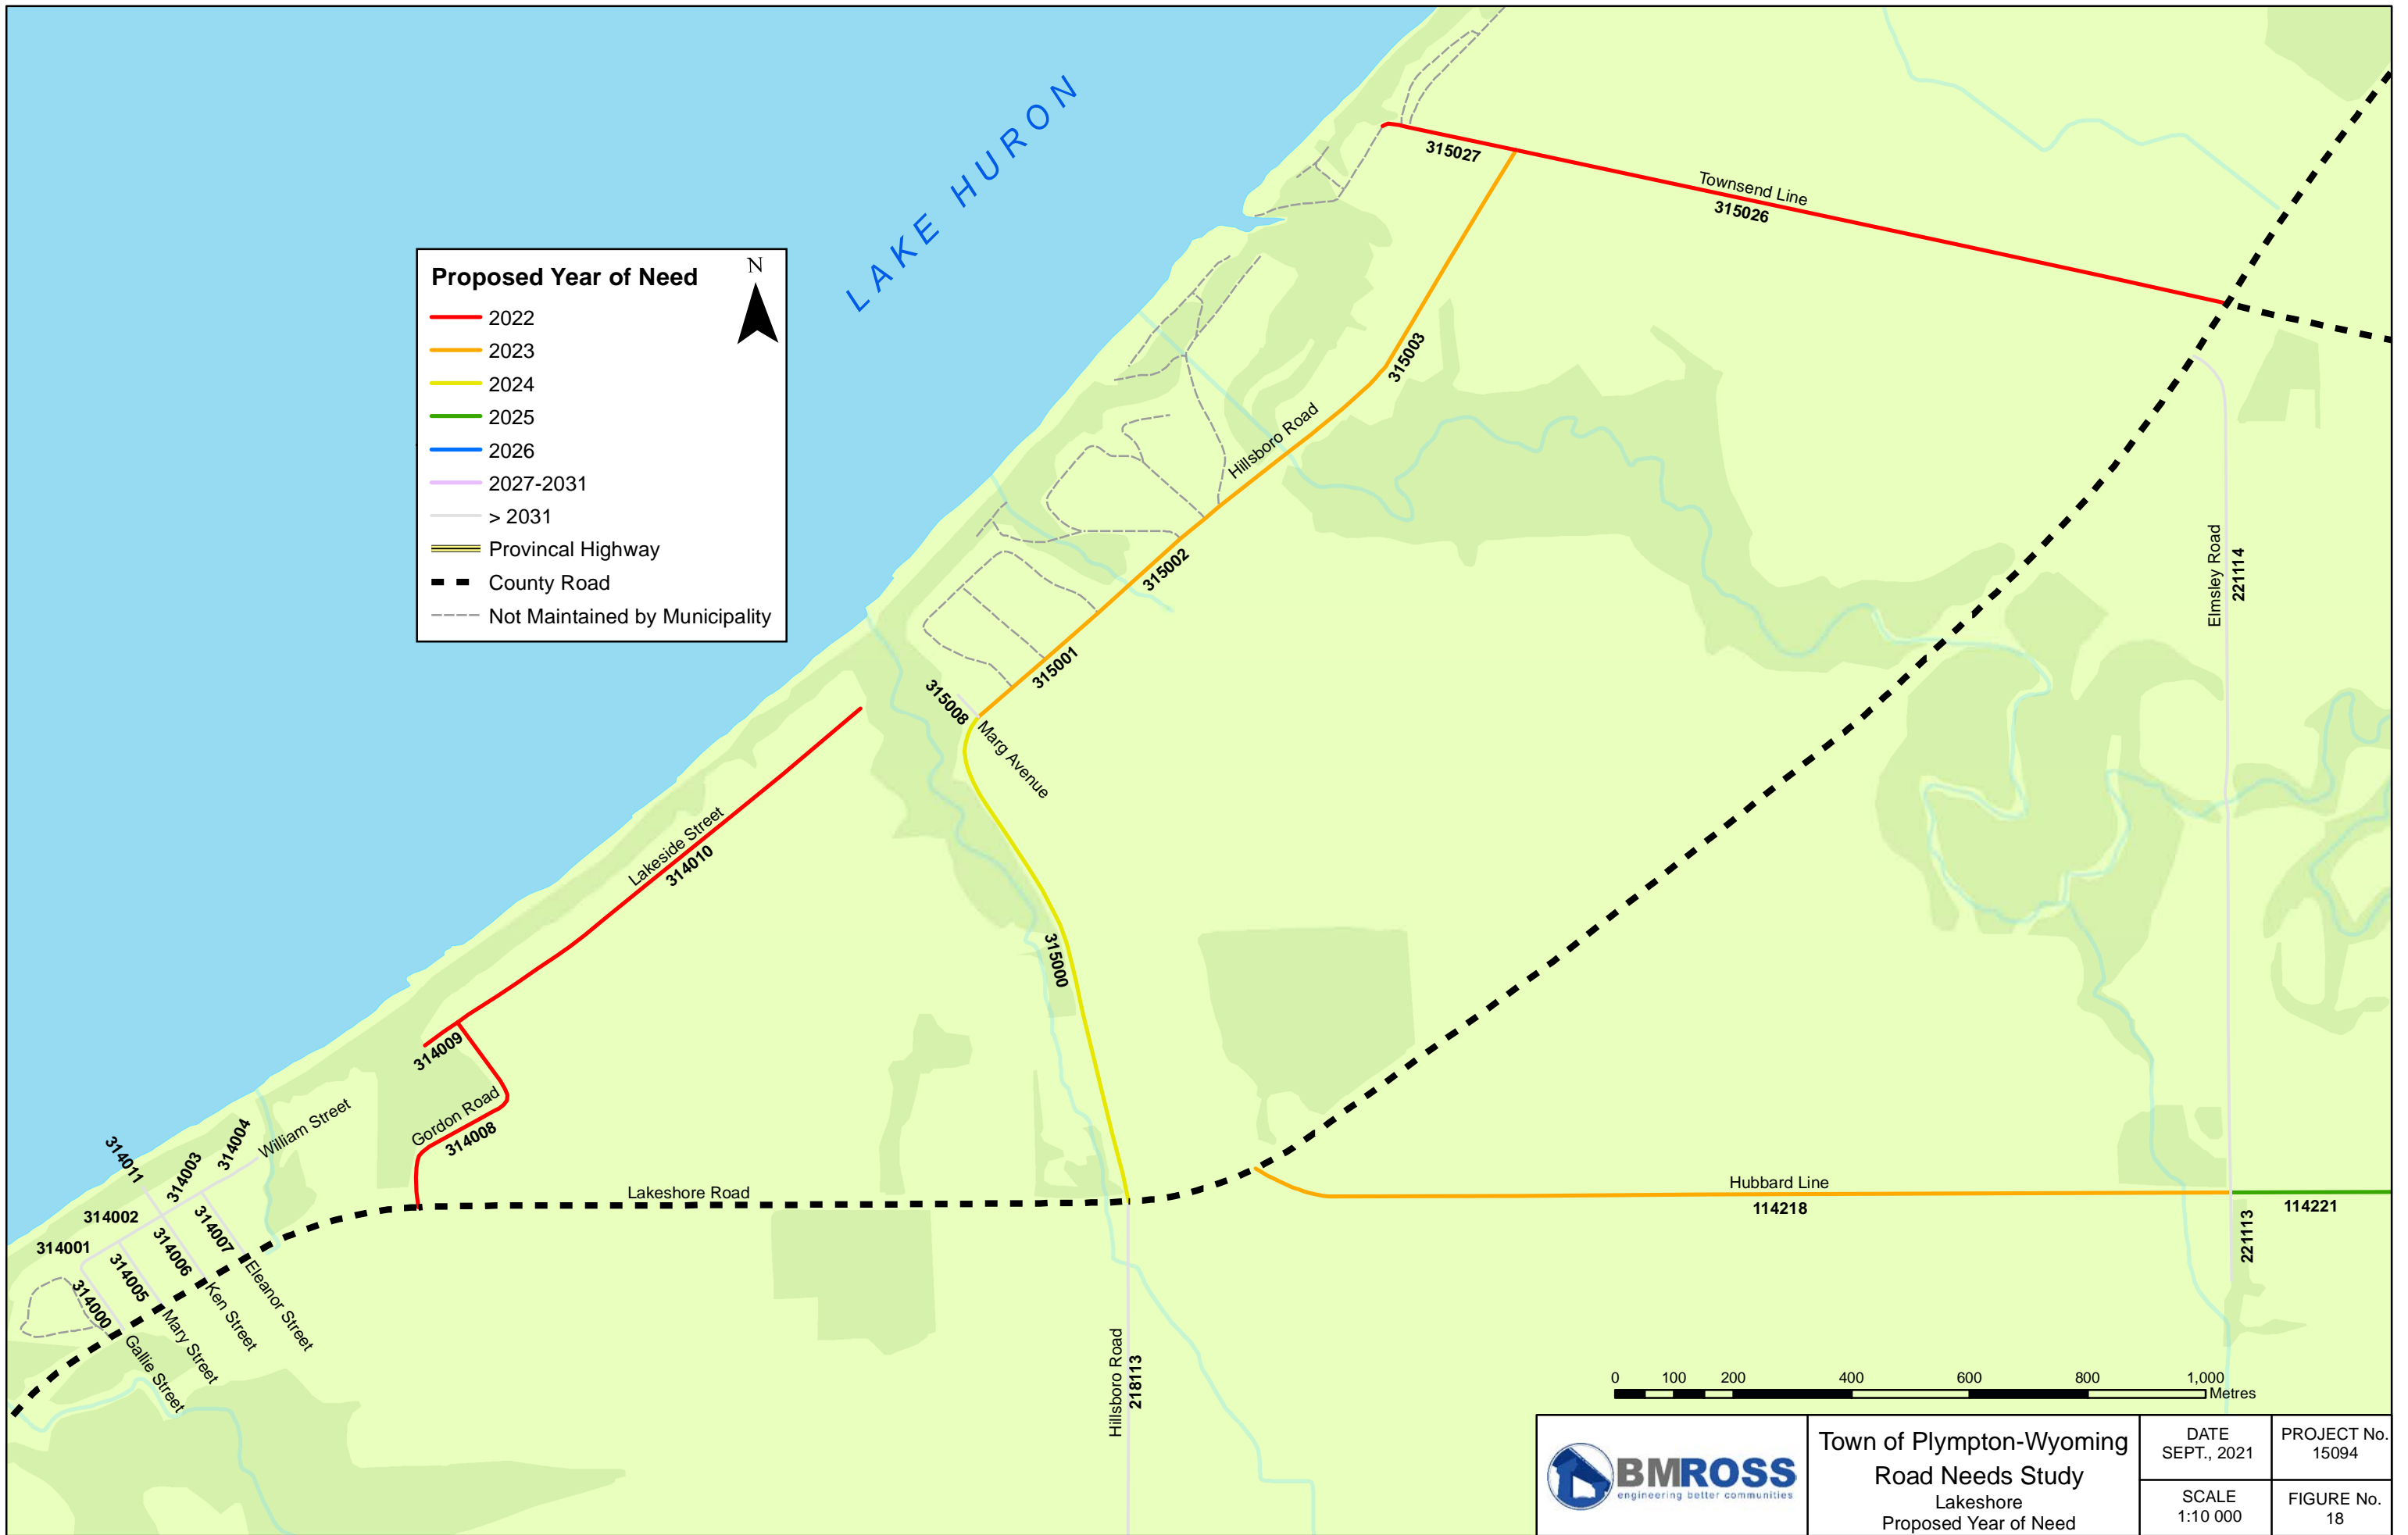 LAKE HURON
Proposed Year of Need
N
2022
2023
2024
2025
2026
2027-2031
> 2031
Provincal Highway
County Road
Not Maintained by Municipality
315027
Townsend Line
315026
315003
Hillsboro Road
315002
315001
315008
Marg Avenue
Elmsley Road
221114
Lakeside Street
314010
315000
314009
Gordon Road
314008
William Street
314004
314003
314011
314002
314001
314007
314006
314005
314000
Eleanor Street
Ken Street
Mary Street
Gallie Street
Lakeshore Road
Hubbard Line
114218
114221
221113
Hillsboro Road
218113
0 100 200 400 600 800 1,000
Metres
BMROSS
engineering better communities
Town of Plympton-Wyoming
Road Needs Study
Lakeshore
Proposed Year of Need
DATE
SEPT., 2021
PROJECT No.
15094
SCALE
1:10 000
FIGURE No.
18